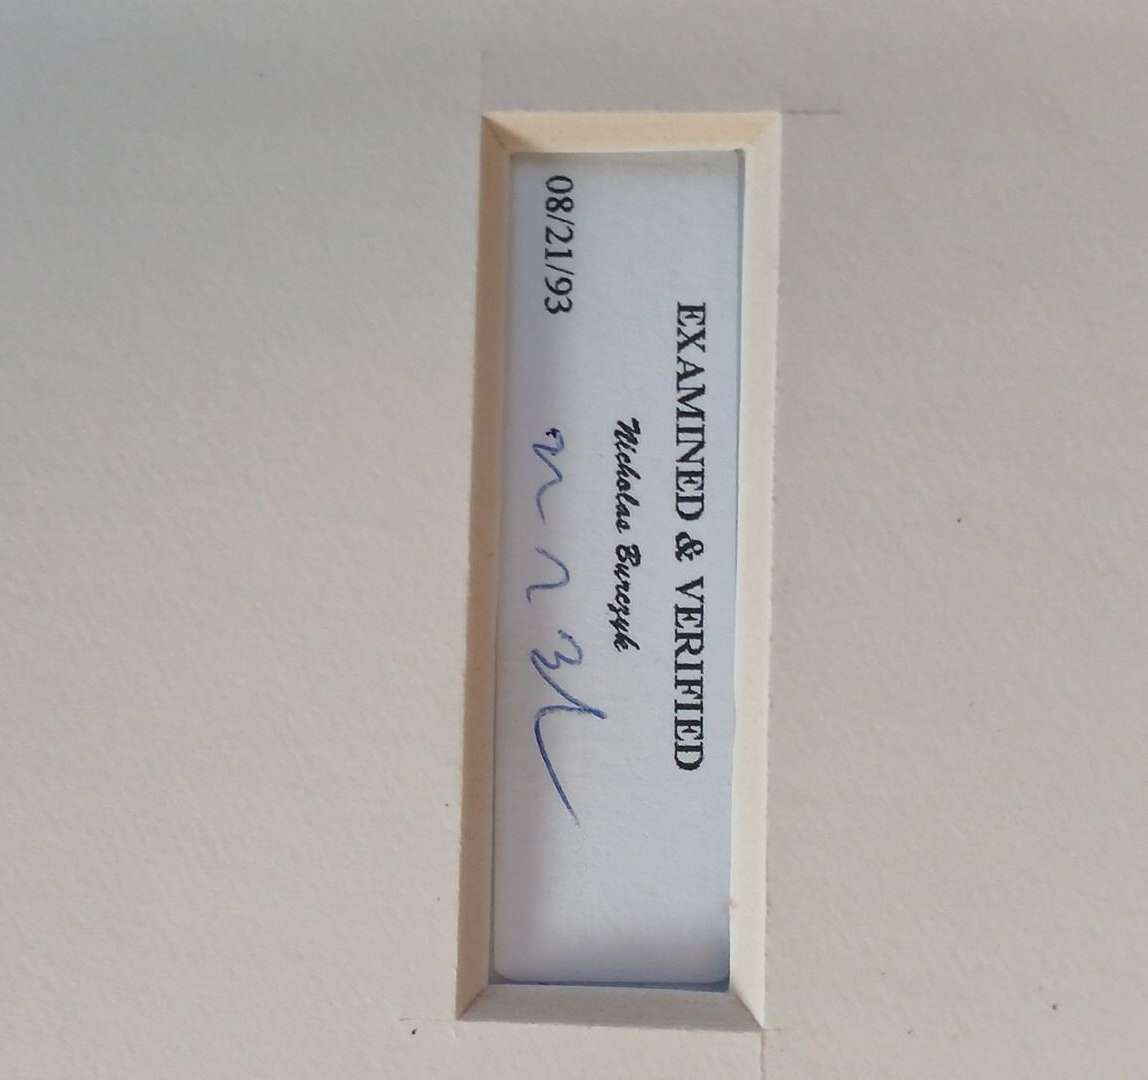 EXAMINED & VERIFIED
Nicholas Burczyk
08/21/93